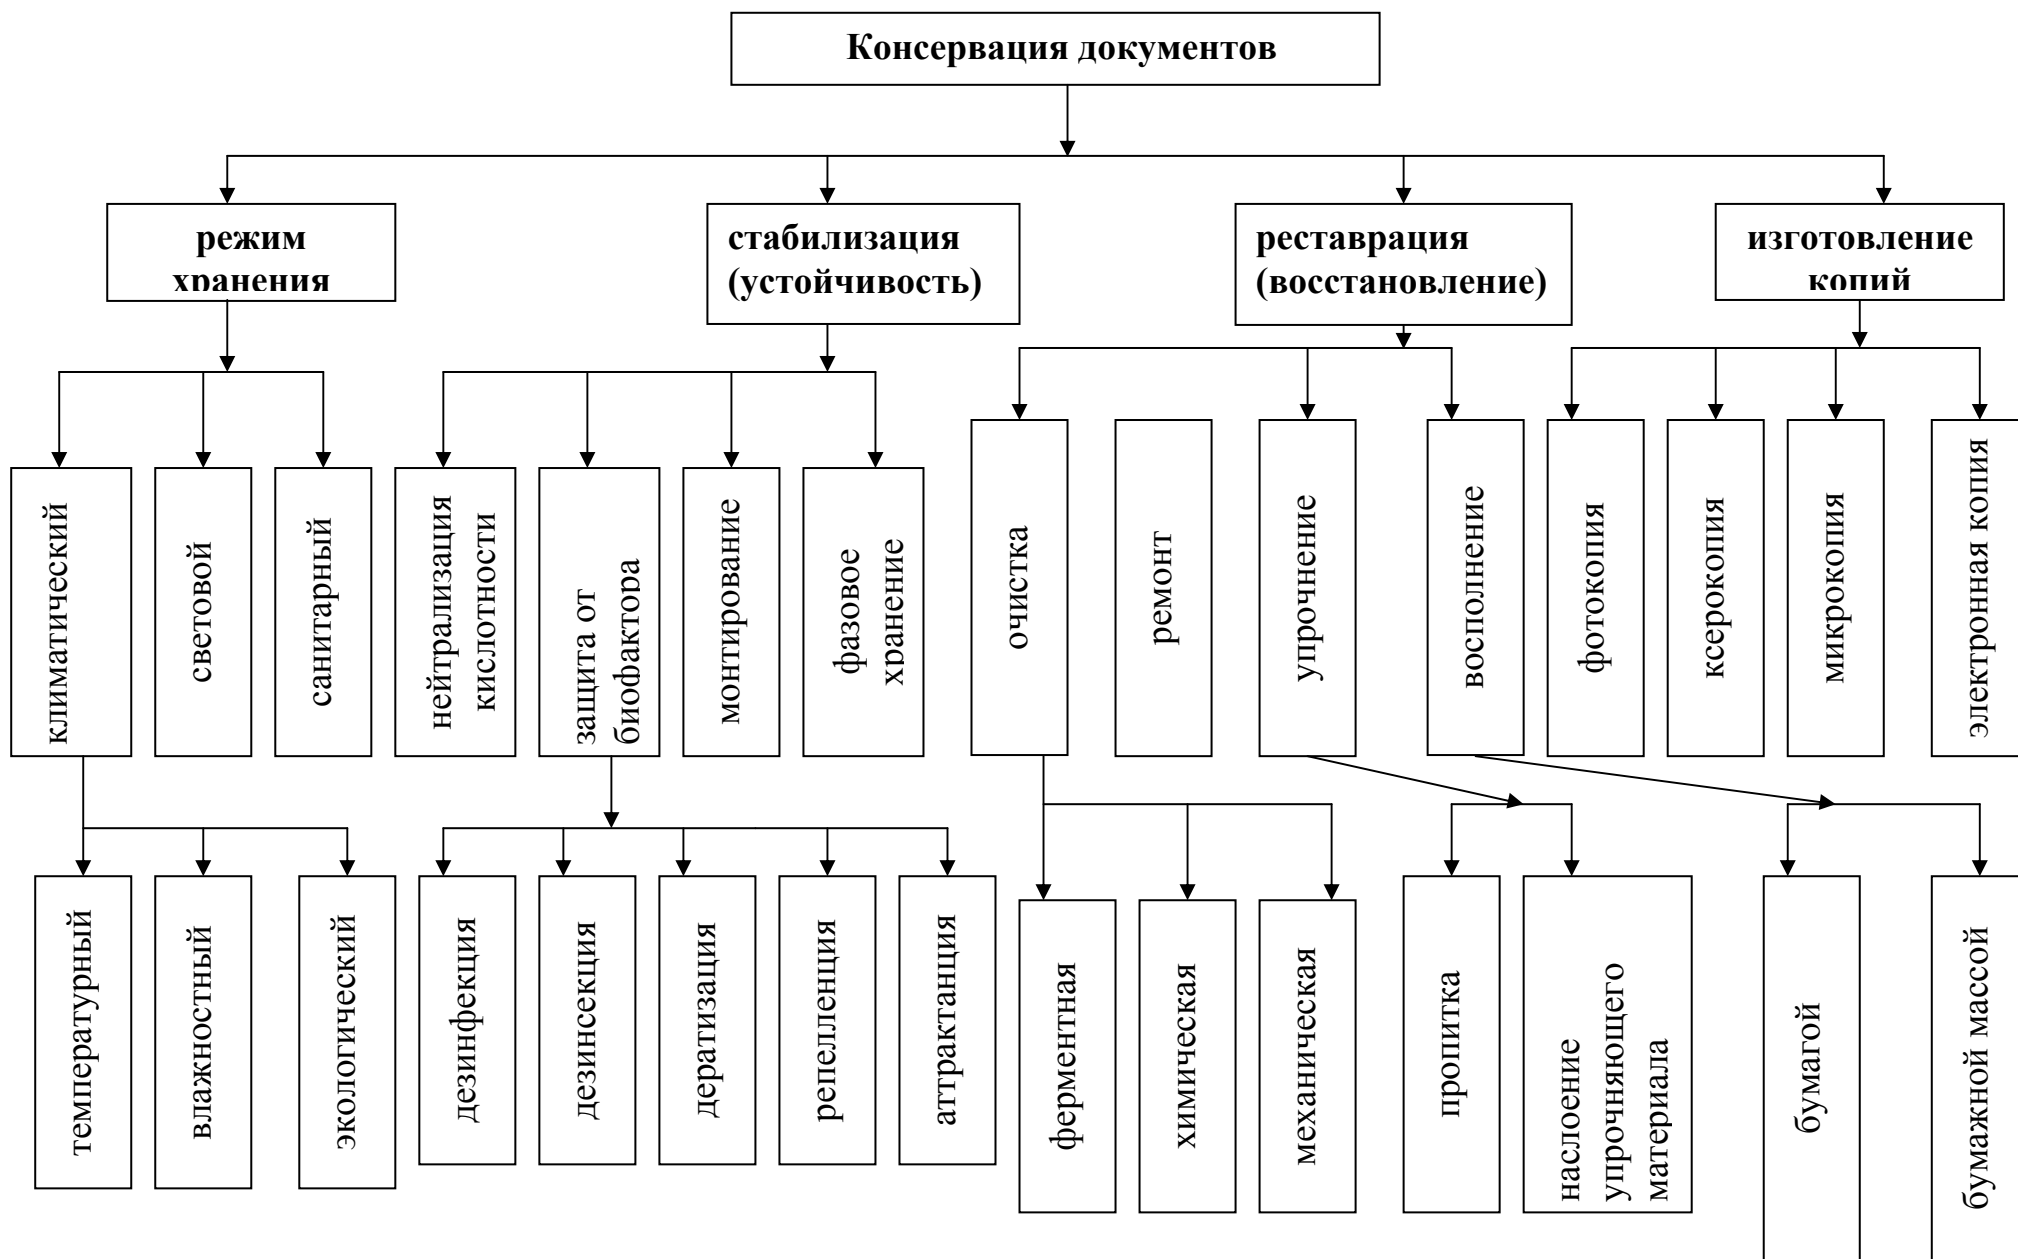 Консервация документов
режим
хранения
стабилизация
(устойчивость)
реставрация
(восстановление)
изготовление
копий
климатический
световой
санитарный
нейтрализация
кислотности
защита от
биофактора
монтирование
фазовое
хранение
очистка
ремонт
упрочнение
восполнение
фотокопия
ксерокопия
микрокопия
электронная копия
температурный
влажностный
экологический
дезинфекция
дезинсекция
дератизация
репелленция
аттрактанция
ферментная
химическая
механическая
пропитка
наслоение
упрочняющего
материала
бумагой
бумажной массой